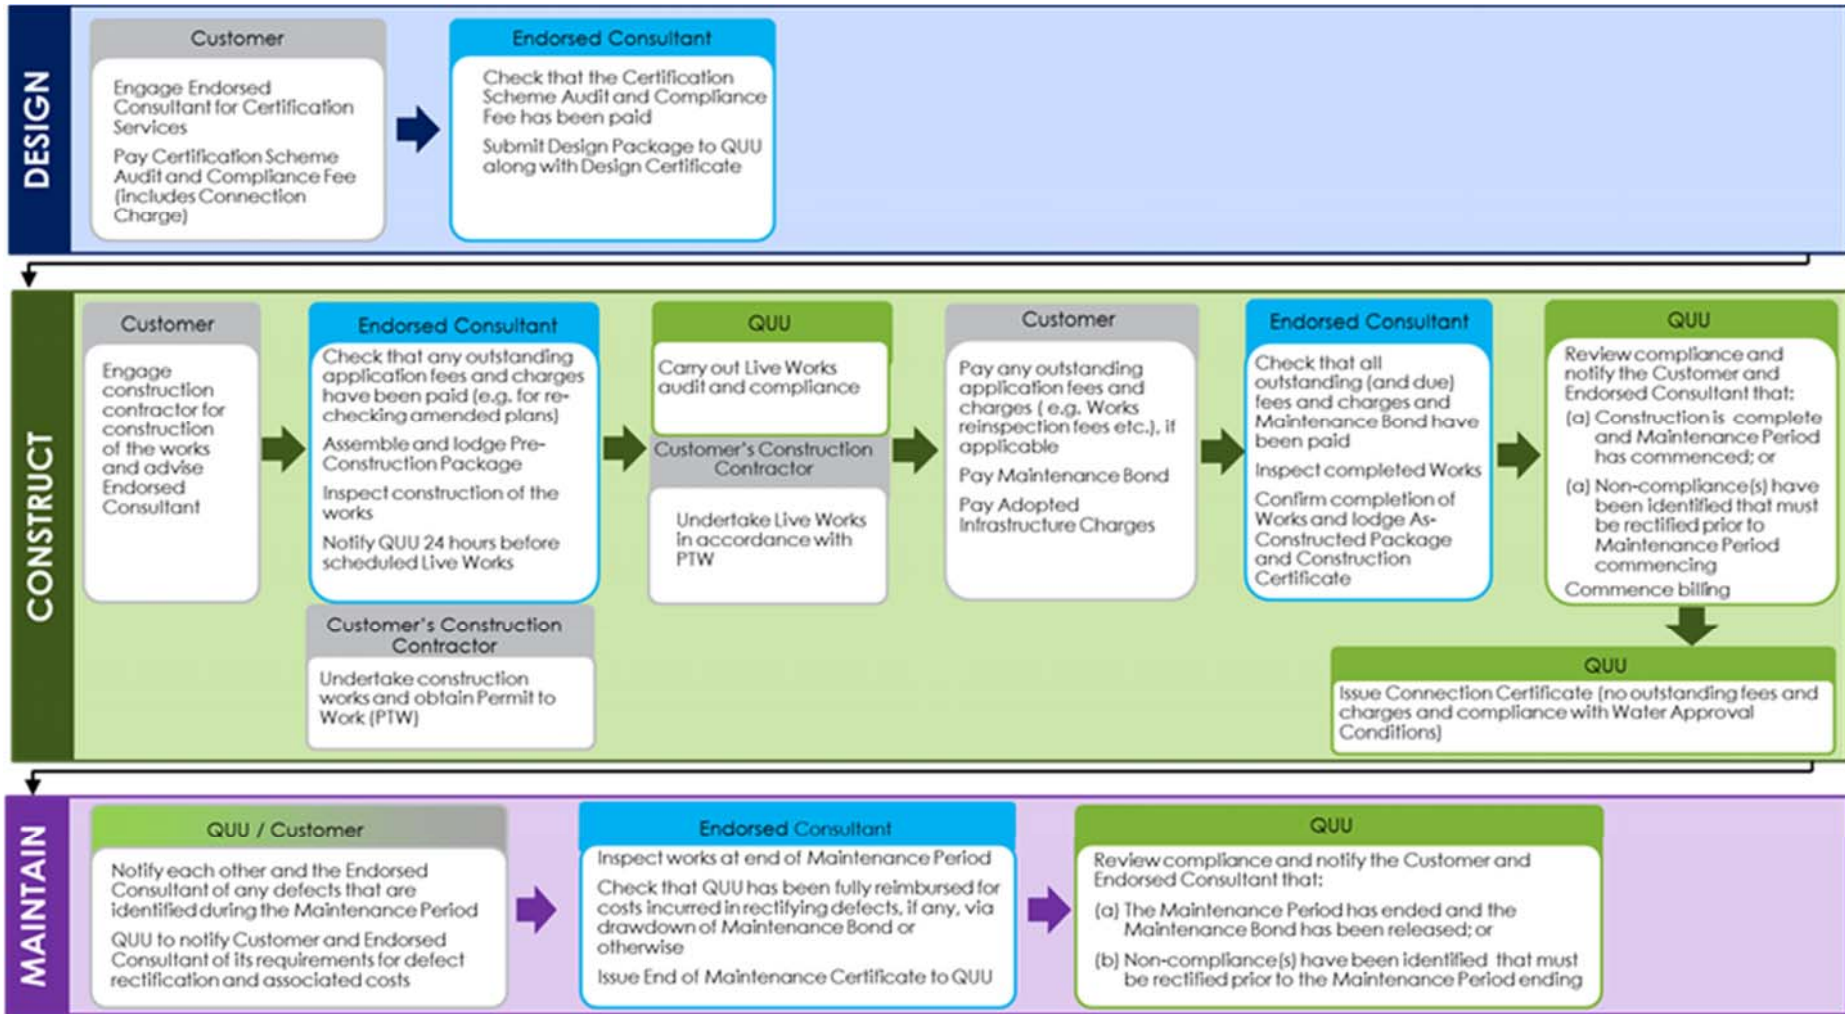 DESIGN
Customer
Engage Endorsed
Consultant for Certification
Services
Pay Certification Scheme
Audit and Compliance Fee
(includes Connection
Charge)
Endorsed Consultant
Check that the Certification
Scheme Audit and Compliance
Fee has been paid
Submit Design Package to QUU
along with Design Certificate
CONSTRUCT
Customer
Engage
construction
contractor for
construction
of the works
and advise
Endorsed
Consultant
Endorsed Consultant
Check that any outstanding
application fees and charges
have been paid (e.g. for re-
checking amended plans)
Assemble and lodge Pre-
Construction Package
Inspect construction of the
works
Notify QUU 24 hours before
scheduled Live Works
Customer's Construction
Contractor
Undertake construction
works and obtain Permit to
Work (PTW)
QUU
Carry out Live Works
audit and compliance
Customer's Construction
Contractor
Undertake Live Works
in accordance with
PTW
Customer
Pay any outstanding
application fees and
charges ( e.g. Works
reinspection fees etc.), if
applicable
Pay Maintenance Bond
Pay Adopted
Infrastructure Charges
Endorsed Consultant
Check that all
outstanding (and due)
fees and charges and
Maintenance Bond have
been paid
Inspect completed Works
Confirm completion of
Works and lodge As-
Constructed Package
and Construction
Certificate
QUU
Review compliance and
notify the Customer and
Endorsed Consultant that:
(a) Construction is complete
and Maintenance Period
has commenced; or
(a) Non-compliance(s) have
been identified that must
be rectified prior to
Maintenance Period
commencing
Commence billing
QUU
Issue Connection Certificate (no outstanding fees and
charges and compliance with Water Approval
Conditions)
MAINTAIN
QUU / Customer
Notify each other and the Endorsed
Consultant of any defects that are
identified during the Maintenance Period
QUU to notify Customer and Endorsed
Consultant of its requirements for defect
rectification and associated costs
Endorsed Consultant
Inspect works at end of Maintenance Period
Check that QUU has been fully reimbursed for
costs incurred in rectifying defects, if any, via
drawdown of Maintenance Bond or
otherwise
Issue End of Maintenance Certificate to QUU
QUU
Review compliance and notify the Customer and
Endorsed Consultant that:
(a) The Maintenance Period has ended and the
Maintenance Bond has been released; or
(b) Non-compliance(s) have been identified that must
be rectified prior to the Maintenance Period ending